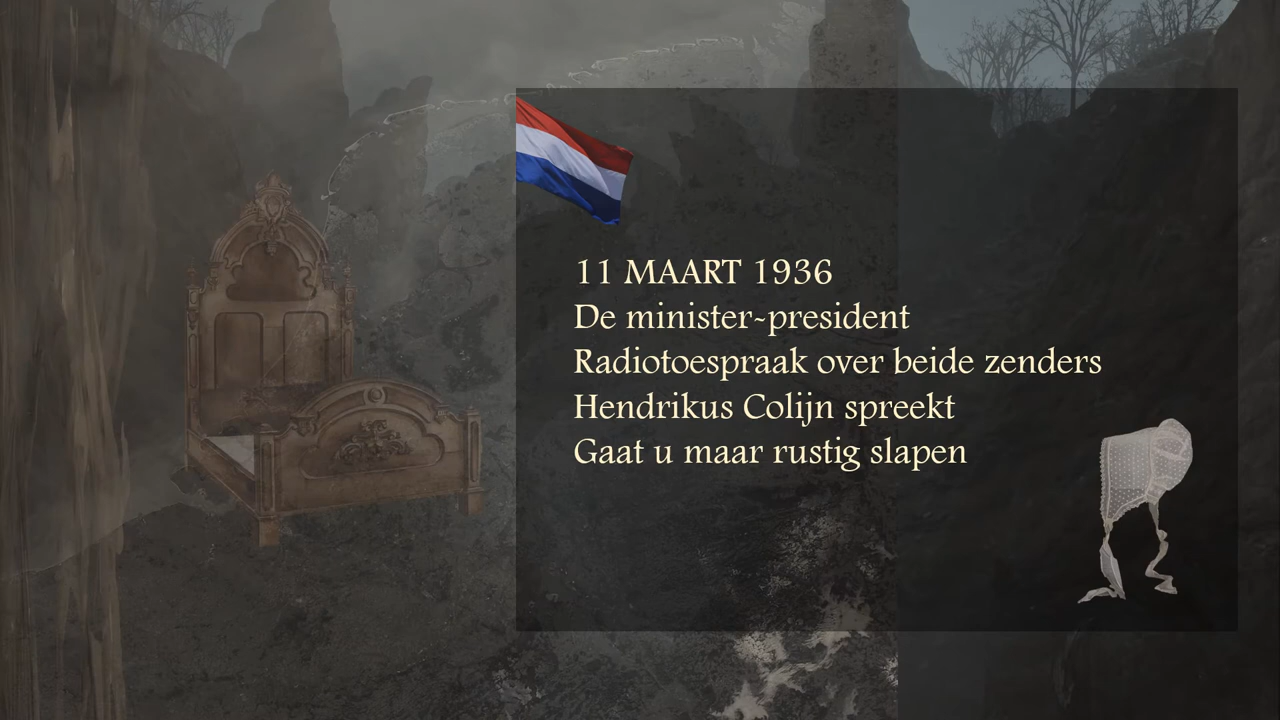 11 MAART 1936
De minister-president
Radiotoespraak over beide zenders
Hendrikus Colijn spreekt
Gaat u maar rustig slapen